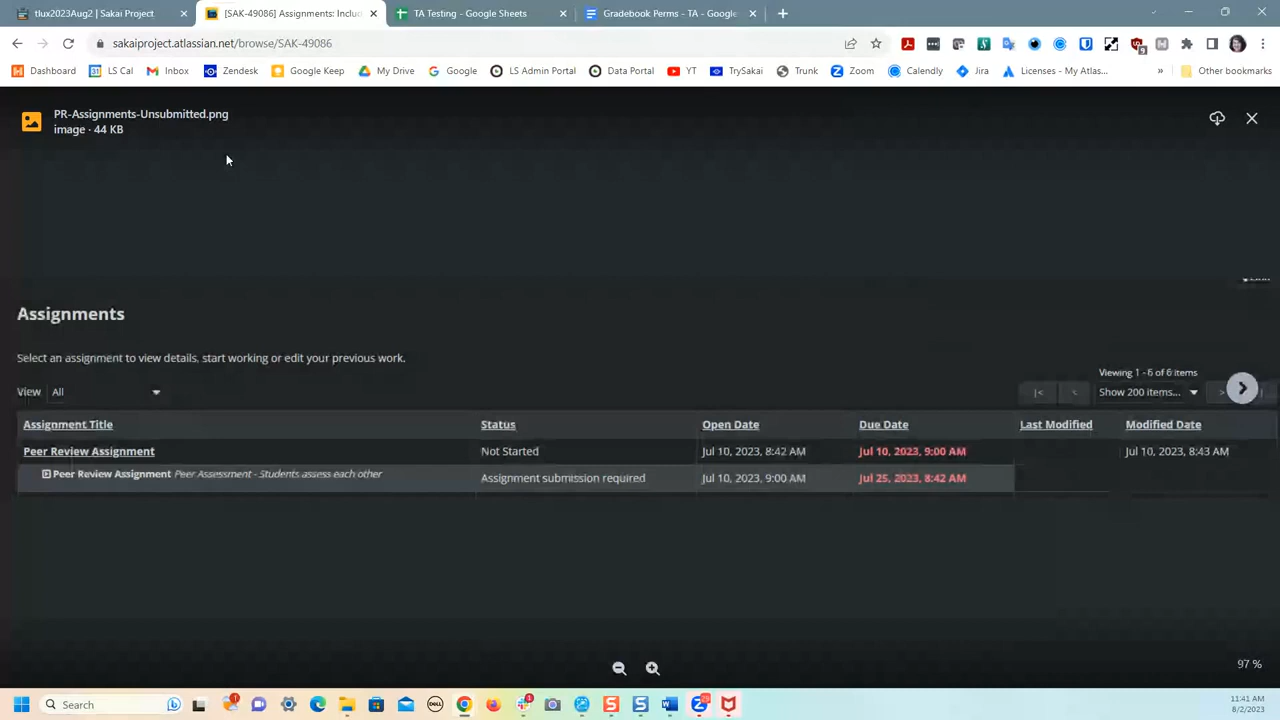 tlux2023Aug2 | Sakai Project
[SAK-49086] Assignments: Inclu
TA Testing - Google Sheets
Gradebook Perms - TA - Google
sakaiproject.atlassian.net/browse/SAK-49086
9
Dashboard
LS Cal
Inbox
Zendesk
Google Keep
My Drive
Google
LS Admin Portal
Data Portal
YT
TrySakai
Trunk
Zoom
Calendly
Jira
Licenses - My Atlas...
»
Other bookmarks
PR-Assignments-Unsubmitted.png
image · 44 KB
Assignments
Select an assignment to view details, start working or edit your previous work.
Viewing 1 - 6 of 6 items
View All
|< < Show 200 items... >
Assignment Title Status Open Date Due Date Last Modified Modified Date
Peer Review Assignment Not Started Jul 10, 2023, 8:42 AM Jul 10, 2023, 9:00 AM Jul 10, 2023, 8:43 AM
Peer Review Assignment Peer Assessment - Students assess each other Assignment submission required Jul 10, 2023, 9:00 AM Jul 25, 2023, 8:42 AM
97 %
Search
DELL
11:41 AM
8/2/2023